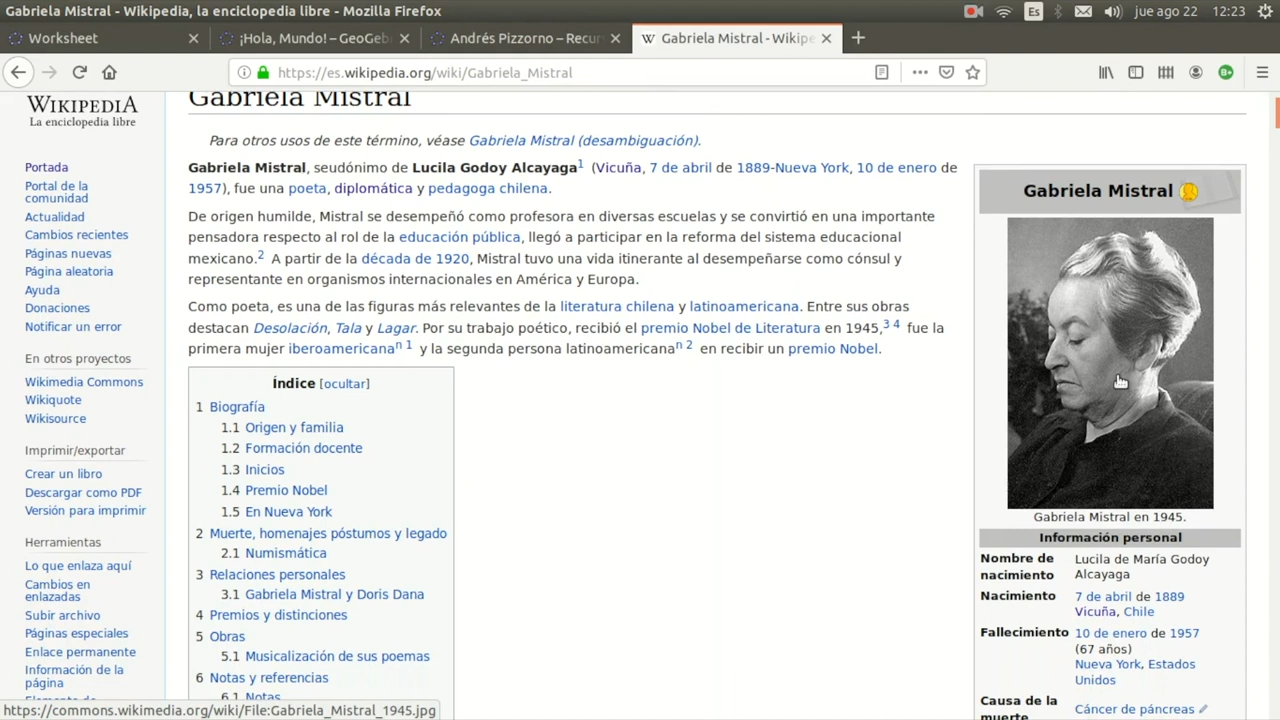 Gabriela Mistral - Wikipedia, la enciclopedia libre - Mozilla Firefox
Es
jue ago 22
12:23
Worksheet
¡Hola, Mundo! – GeoGeb
Andrés Pizzorno – Recur
W Gabriela Mistral - Wikipe
https://es.wikipedia.org/wiki/Gabriela_Mistral
B+
WIKIPEDIA
La enciclopedia libre
Portada
Portal de la
comunidad
Actualidad
Cambios recientes
Páginas nuevas
Página aleatoria
Ayuda
Donaciones
Notificar un error
En otros proyectos
Wikimedia Commons
Wikiquote
Wikisource
Imprimir/exportar
Crear un libro
Descargar como PDF
Versión para imprimir
Herramientas
Lo que enlaza aquí
Cambios en
enlazadas
Subir archivo
Páginas especiales
Enlace permanente
Información de la
página
Gabriela Mistral
Para otros usos de este término, véase Gabriela Mistral (desambiguación).
Gabriela Mistral, seudónimo de Lucila Godoy Alcayaga1 (Vicuña, 7 de abril de 1889-Nueva York, 10 de enero de
1957), fue una poeta, diplomática y pedagoga chilena.
De origen humilde, Mistral se desempeñó como profesora en diversas escuelas y se convirtió en una importante
pensadora respecto al rol de la educación pública, llegó a participar en la reforma del sistema educacional
mexicano.2 A partir de la década de 1920, Mistral tuvo una vida itinerante al desempeñarse como cónsul y
representante en organismos internacionales en América y Europa.
Como poeta, es una de las figuras más relevantes de la literatura chilena y latinoamericana. Entre sus obras
destacan Desolación, Tala y Lagar. Por su trabajo poético, recibió el premio Nobel de Literatura en 1945,3 4 fue la
primera mujer iberoamericanan 1 y la segunda persona latinoamericanan 2 en recibir un premio Nobel.
Índice [ocultar]
1 Biografía
1.1 Origen y familia
1.2 Formación docente
1.3 Inicios
1.4 Premio Nobel
1.5 En Nueva York
2 Muerte, homenajes póstumos y legado
2.1 Numismática
3 Relaciones personales
3.1 Gabriela Mistral y Doris Dana
4 Premios y distinciones
5 Obras
5.1 Musicalización de sus poemas
6 Notas y referencias
6.1 Notas
Gabriela Mistral
Gabriela Mistral en 1945.
Información personal
Nombre de nacimiento
Lucila de María Godoy
Alcayaga
Nacimiento
7 de abril de 1889
Vicuña, Chile
Fallecimiento
10 de enero de 1957
(67 años)
Nueva York, Estados
Unidos
Causa de la
muerte
Cáncer de páncreas
https://commons.wikimedia.org/wiki/File:Gabriela_Mistral_1945.jpg